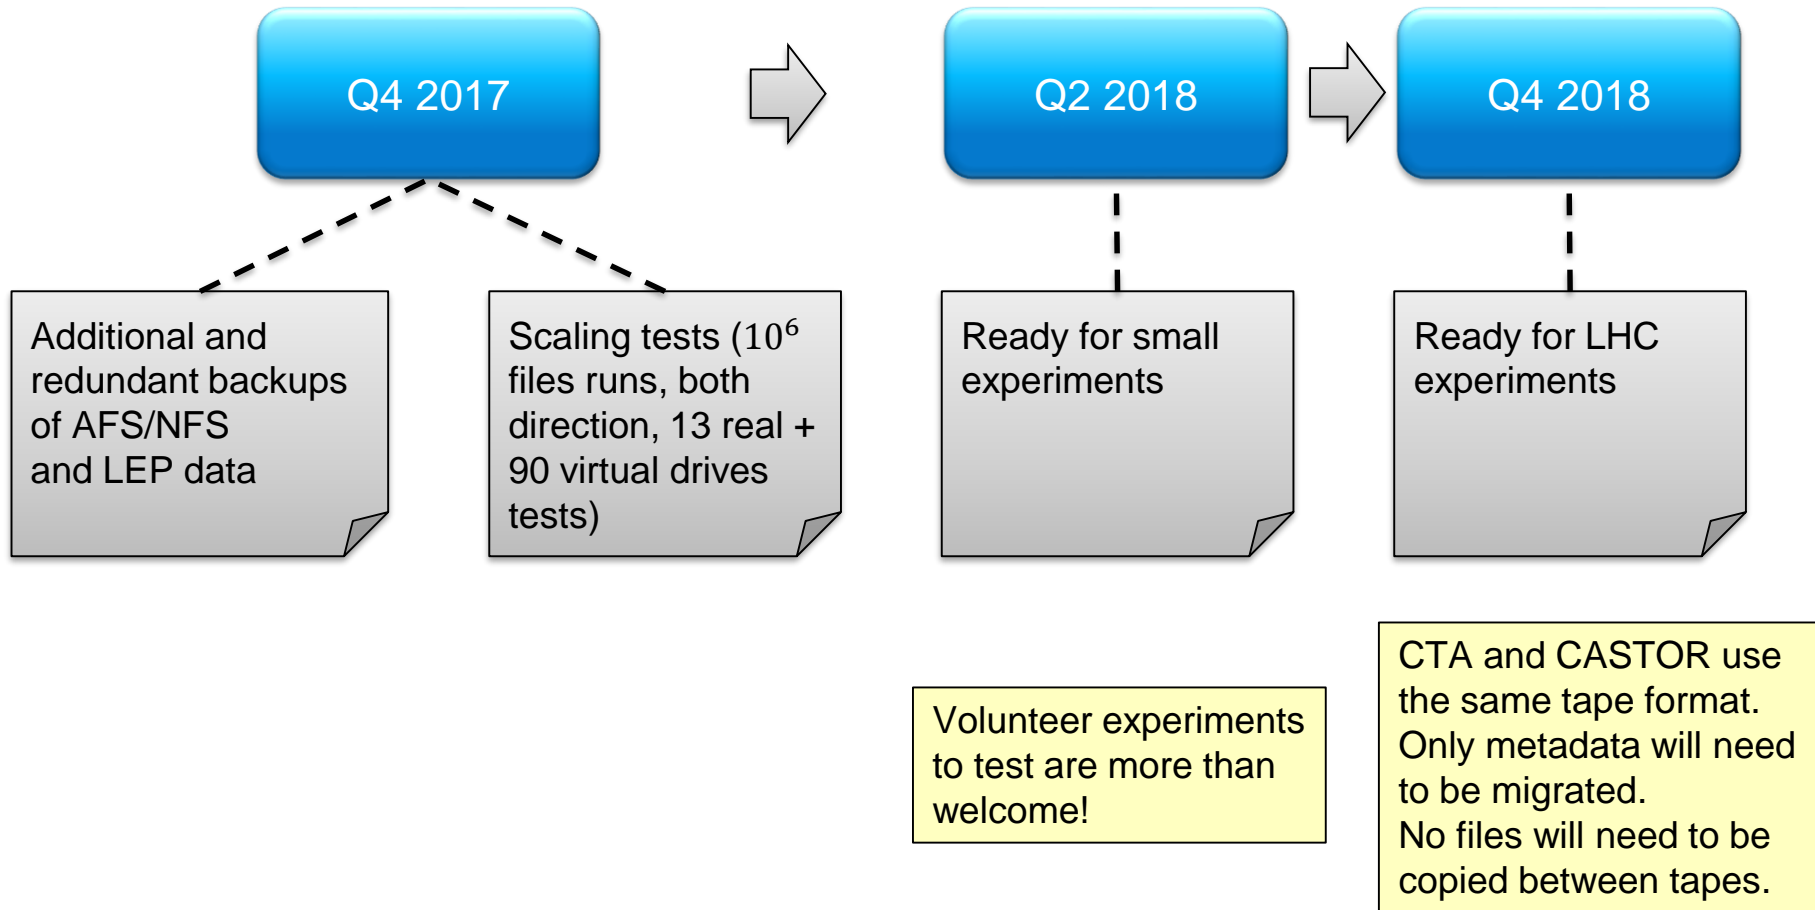 Q4 2017
Q2 2018
Q4 2018
Additional and
redundant backups
of AFS/NFS
and LEP data
Scaling tests (10⁶
files runs, both
direction, 13 real +
90 virtual drives
tests)
Ready for small
experiments
Ready for LHC
experiments
Volunteer experiments
to test are more than
welcome!
CTA and CASTOR use
the same tape format.
Only metadata will need
to be migrated.
No files will need to be
copied between tapes.